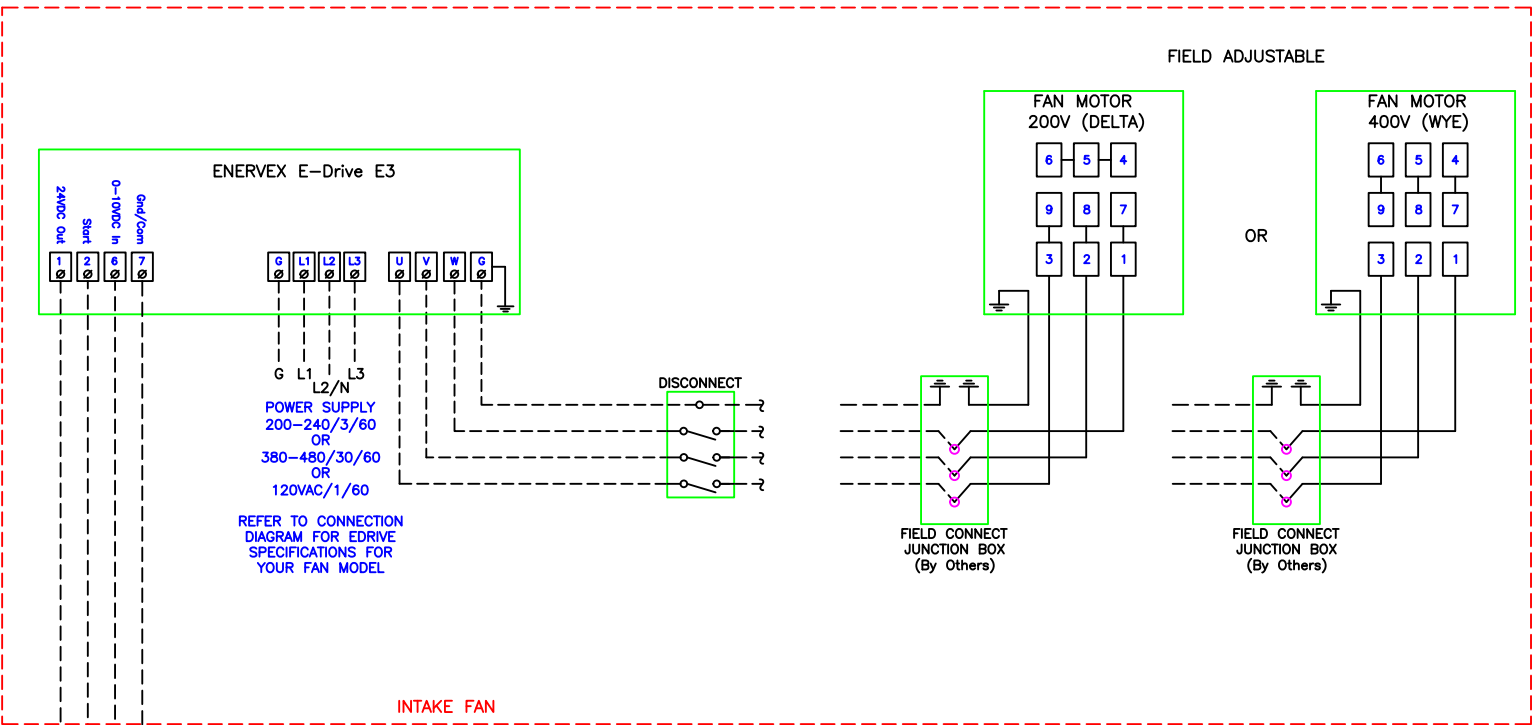 FIELD ADJUSTABLE
ENERVEX E-Drive E3
24VDC Out
Start
0-10VDC In
Gnd/Com
1 2 6 7
G L1 L2 L3
U V W G
G L1 L3
L2/N
POWER SUPPLY
200-240/3/60
OR
380-480/30/60
OR
120VAC/1/60
REFER TO CONNECTION
DIAGRAM FOR EDRIVE
SPECIFICATIONS FOR
YOUR FAN MODEL
DISCONNECT
FAN MOTOR
200V (DELTA)
6 5 4
9 8 7
3 2 1
FIELD CONNECT
JUNCTION BOX
(By Others)
OR
FAN MOTOR
400V (WYE)
6 5 4
9 8 7
3 2 1
FIELD CONNECT
JUNCTION BOX
(By Others)
INTAKE FAN